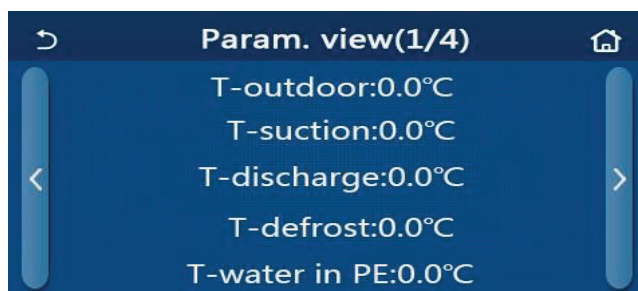 Param. view(1/4)
T-outdoor:0.0℃
T-suction:0.0℃
T-discharge:0.0℃
T-defrost:0.0℃
T-water in PE:0.0℃